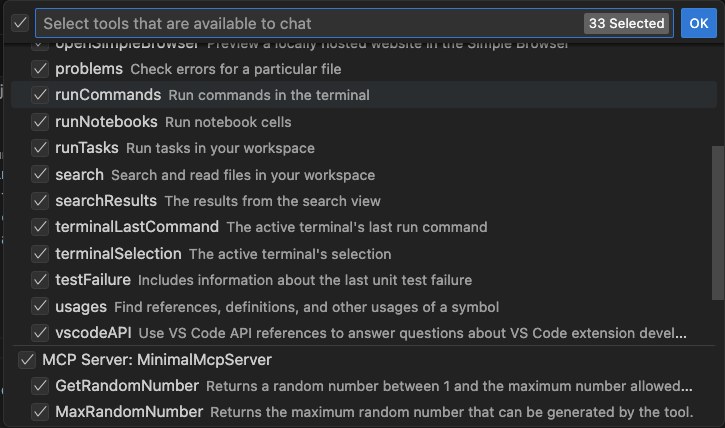 Select tools that are available to chat 33 Selected OK
openSimpleBrowser Preview a locally hosted website in the Simple Browser
problems Check errors for a particular file
runCommands Run commands in the terminal
runNotebooks Run notebook cells
runTasks Run tasks in your workspace
search Search and read files in your workspace
searchResults The results from the search view
terminalLastCommand The active terminal's last run command
terminalSelection The active terminal's selection
testFailure Includes information about the last unit test failure
usages Find references, definitions, and other usages of a symbol
vscodeAPI Use VS Code API references to answer questions about VS Code extension devel...
MCP Server: MinimalMcpServer
GetRandomNumber Returns a random number between 1 and the maximum number allowed...
MaxRandomNumber Returns the maximum random number that can be generated by the tool.